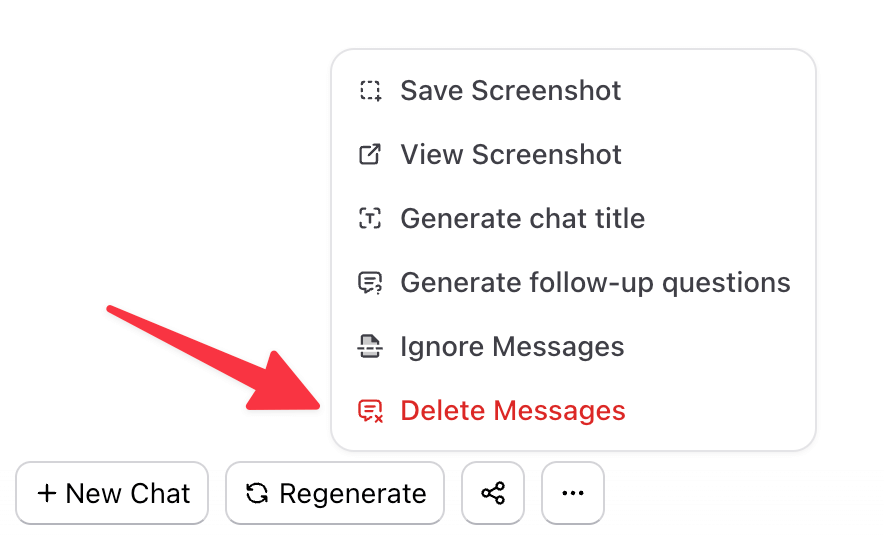 Save Screenshot
View Screenshot
Generate chat title
Generate follow-up questions
Ignore Messages
Delete Messages
+ New Chat
Regenerate
...